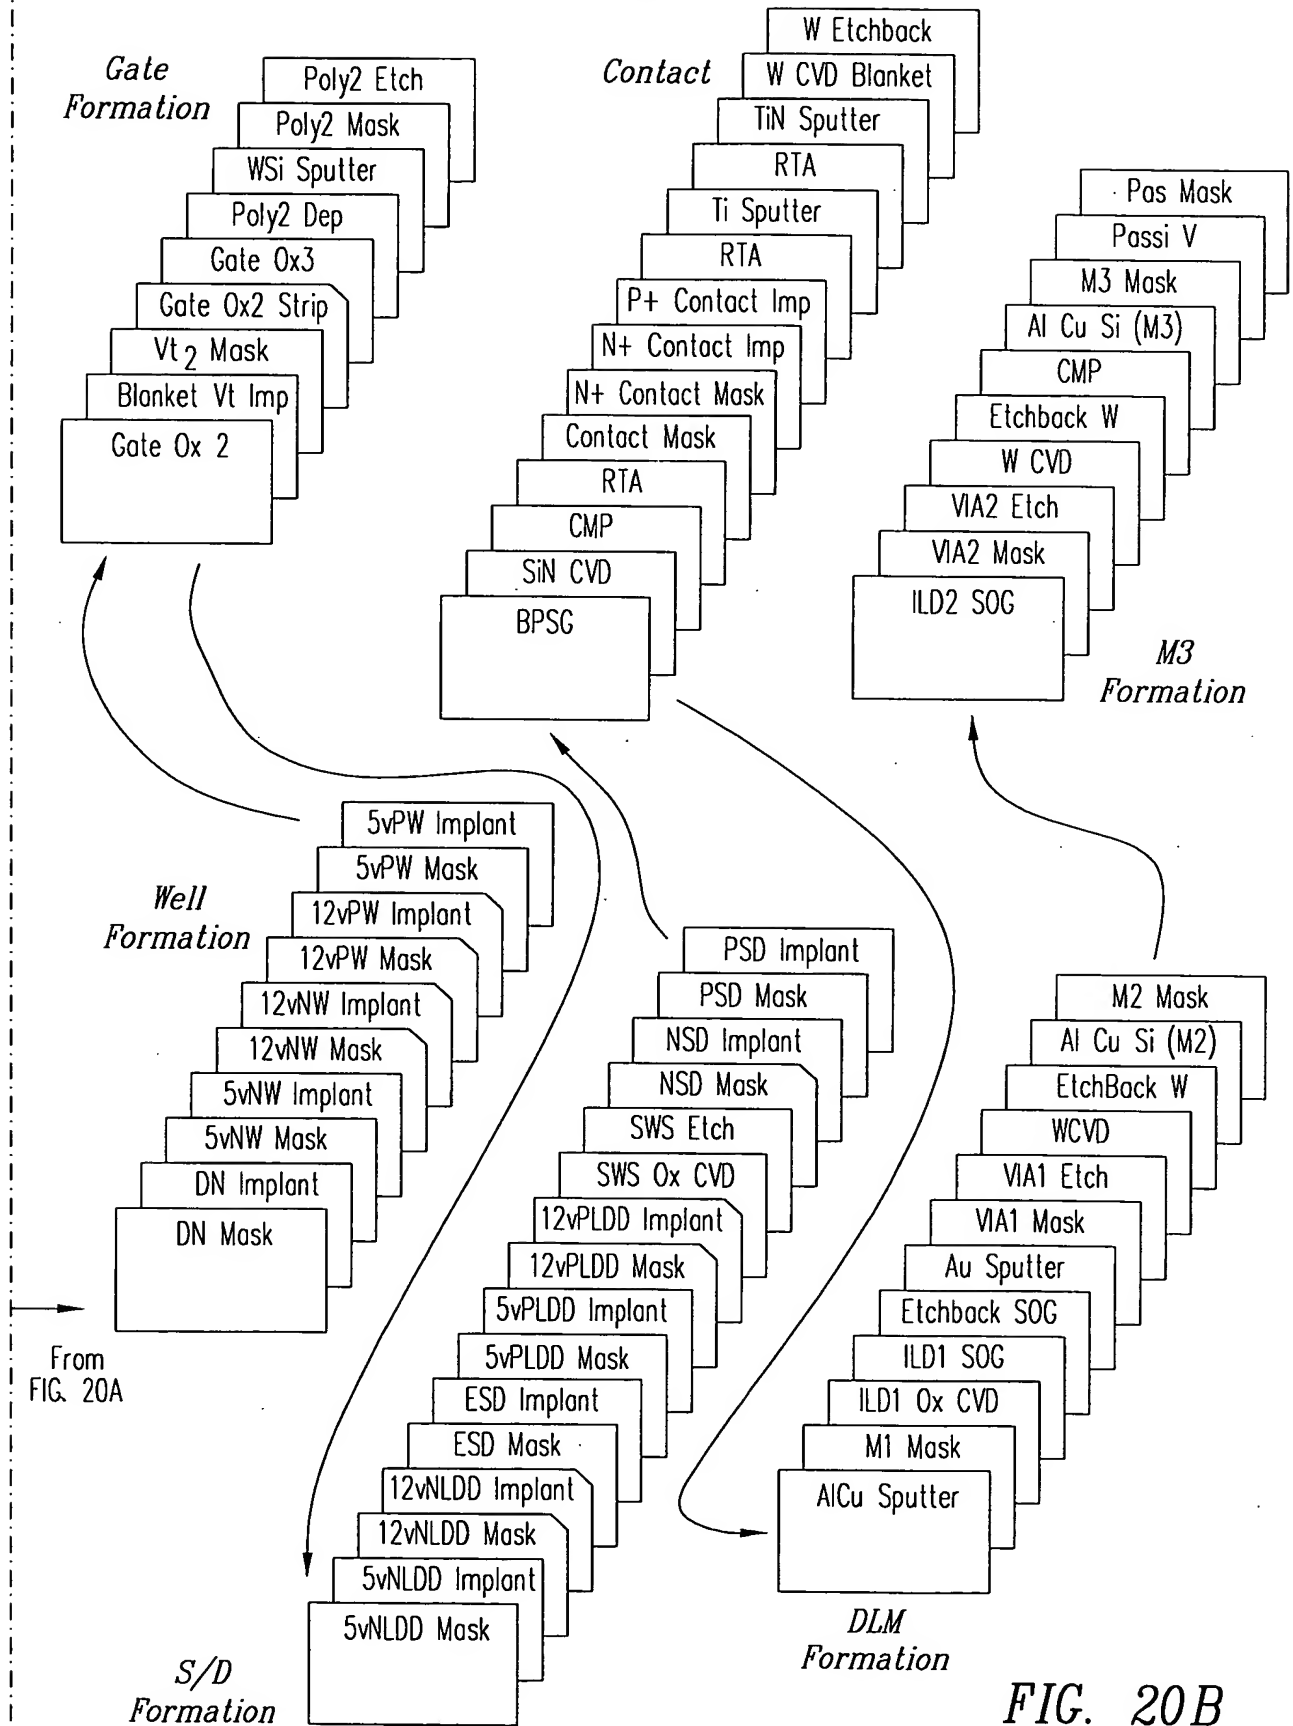 Gate
Formation
Poly2 Etch
Poly2 Mask
WSi Sputter
Poly2 Dep
Gate Ox3
Gate Ox2 Strip
Vt2 Mask
Blanket Vt Imp
Gate Ox 2
Contact
W Etchback
W CVD Blanket
TiN Sputter
RTA
Ti Sputter
RTA
P+ Contact Imp
N+ Contact Imp
N+ Contact Mask
Contact Mask
RTA
CMP
SiN CVD
BPSG
Pas Mask
Passi V
M3 Mask
Al Cu Si (M3)
CMP
Etchback W
W CVD
VIA2 Etch
VIA2 Mask
ILD2 SOG
M3
Formation
Well
Formation
5vPW Implant
5vPW Mask
12vPW Implant
12vPW Mask
12vNW Implant
12vNW Mask
5vNW Implant
5vNW Mask
DN Implant
DN Mask
From
FIG. 20A
PSD Implant
PSD Mask
NSD Implant
NSD Mask
SWS Etch
SWS Ox CVD
12vPLDD Implant
12vPLDD Mask
5vPLDD Implant
5vPLDD Mask
ESD Implant
ESD Mask
12vNLDD Implant
12vNLDD Mask
5vNLDD Implant
5vNLDD Mask
S/D
Formation
M2 Mask
Al Cu Si (M2)
EtchBack W
WCVD
VIA1 Etch
VIA1 Mask
Au Sputter
Etchback SOG
ILD1 SOG
ILD1 Ox CVD
M1 Mask
AlCu Sputter
DLM
Formation
FIG. 20B